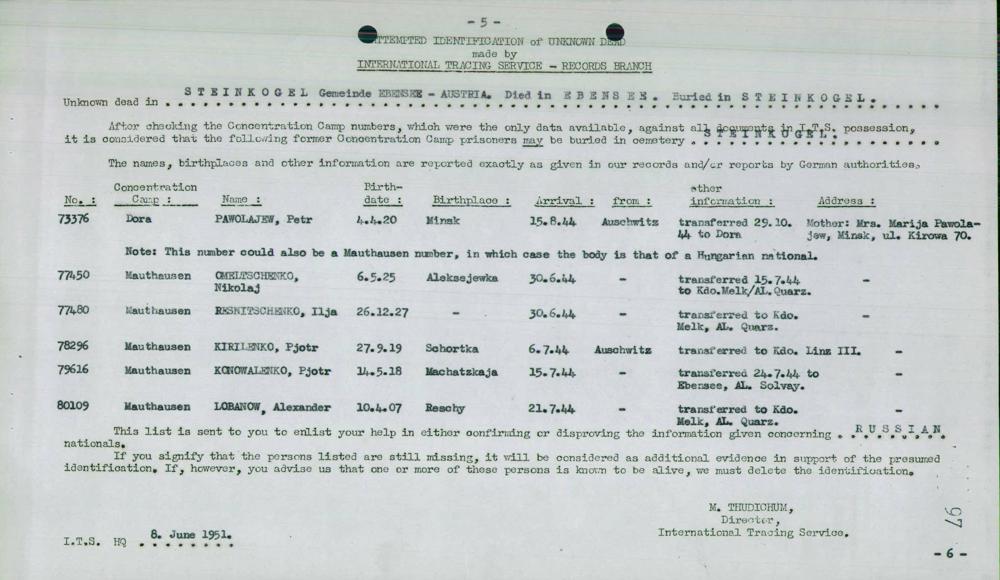 - 5 -
ATTEMPTED IDENTIFICATION of UNKNOWN DEAD
made by
INTERNATIONAL TRACING SERVICE - RECORDS BRANCH
Unknown dead in STEINKOGEL Gemeinde EBENSEE - AUSTRIA. Died in EBENSEE. Buried in STEINKOGEL.
After checking the Concentration Camp numbers, which were the only data available, against all documents in I.T.S. possession,
it is considered that the following former Concentration Camp prisoners may be buried in cemetery STEINKOGEL.
The names, birthplaces and other information are reported exactly as given in our records and/or reports by German authorities.
Concentration Birth- other
No. : Camp : Name : date : Birthplace : Arrival : from : information : Address :
73376 Dora PAWOLAJEW, Petr 4.4.20 Minsk 15.8.44 Auschwitz transferred 29.10. Mother: Mrs. Marija Pawola-
44 to Dora jew, Minsk, ul. Kirowa 70.
Note: This number could also be a Mauthausen number, in which case the body is that of a Hungarian national.
77450 Mauthausen OMELTSCHENKO, 6.5.25 Aleksejewka 30.6.44 - transferred 15.7.44 -
Nikolaj to Kdo.Melk/AL.Quarz.
77480 Mauthausen RESNITSCHENKO, Ilja 26.12.27 - 30.6.44 - transferred to Kdo. -
Melk, AL. Quarz.
78296 Mauthausen KIRILENKO, Pjotr 27.9.19 Schortka 6.7.44 Auschwitz transferred to Kdo. Linz III. -
79616 Mauthausen KONOWALENKO, Pjotr 14.5.18 Machatzkaja 15.7.44 - transferred 24.7.44 to -
Ebensee, AL. Solvay.
80109 Mauthausen LOBANOW, Alexander 10.4.07 Reschy 21.7.44 - transferred to Kdo. -
Melk, AL. Quarz.
This list is sent to you to enlist your help in either confirming or disproving the information given concerning RUSSIAN
nationals.
If you signify that the persons listed are still missing, it will be considered as additional evidence in support of the presumed
identification. If, however, you advise us that one or more of these persons is known to be alive, we must delete the identification.
M. THUDICHUM,
Director,
International Tracing Service.
I.T.S. HQ 8. June 1951.
97
- 6 -